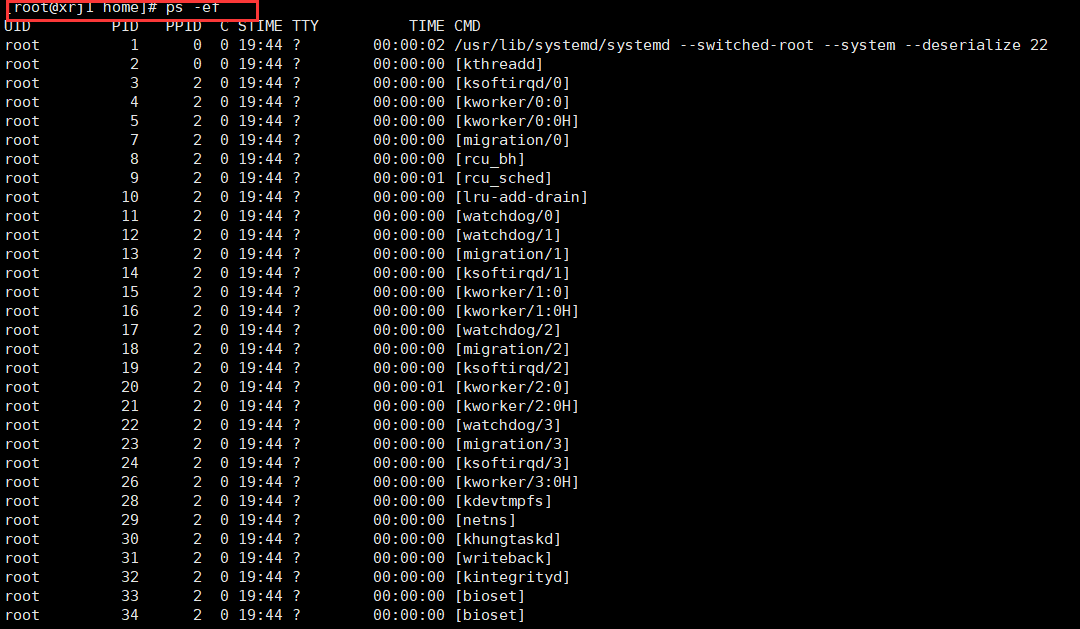 [root@xrjl home]# ps -ef
UID        PID  PPID  C STIME TTY          TIME CMD
root         1     0  0 19:44 ?        00:00:02 /usr/lib/systemd/systemd --switched-root --system --deserialize 22
root         2     0  0 19:44 ?        00:00:00 [kthreadd]
root         3     2  0 19:44 ?        00:00:00 [ksoftirqd/0]
root         4     2  0 19:44 ?        00:00:00 [kworker/0:0]
root         5     2  0 19:44 ?        00:00:00 [kworker/0:0H]
root         7     2  0 19:44 ?        00:00:00 [migration/0]
root         8     2  0 19:44 ?        00:00:00 [rcu_bh]
root         9     2  0 19:44 ?        00:00:01 [rcu_sched]
root        10     2  0 19:44 ?        00:00:00 [lru-add-drain]
root        11     2  0 19:44 ?        00:00:00 [watchdog/0]
root        12     2  0 19:44 ?        00:00:00 [watchdog/1]
root        13     2  0 19:44 ?        00:00:00 [migration/1]
root        14     2  0 19:44 ?        00:00:00 [ksoftirqd/1]
root        15     2  0 19:44 ?        00:00:00 [kworker/1:0]
root        16     2  0 19:44 ?        00:00:00 [kworker/1:0H]
root        17     2  0 19:44 ?        00:00:00 [watchdog/2]
root        18     2  0 19:44 ?        00:00:00 [migration/2]
root        19     2  0 19:44 ?        00:00:00 [ksoftirqd/2]
root        20     2  0 19:44 ?        00:00:01 [kworker/2:0]
root        21     2  0 19:44 ?        00:00:00 [kworker/2:0H]
root        22     2  0 19:44 ?        00:00:00 [watchdog/3]
root        23     2  0 19:44 ?        00:00:00 [migration/3]
root        24     2  0 19:44 ?        00:00:00 [ksoftirqd/3]
root        26     2  0 19:44 ?        00:00:00 [kworker/3:0H]
root        28     2  0 19:44 ?        00:00:00 [kdevtmpfs]
root        29     2  0 19:44 ?        00:00:00 [netns]
root        30     2  0 19:44 ?        00:00:00 [khungtaskd]
root        31     2  0 19:44 ?        00:00:00 [writeback]
root        32     2  0 19:44 ?        00:00:00 [kintegrityd]
root        33     2  0 19:44 ?        00:00:00 [bioset]
root        34     2  0 19:44 ?        00:00:00 [bioset]